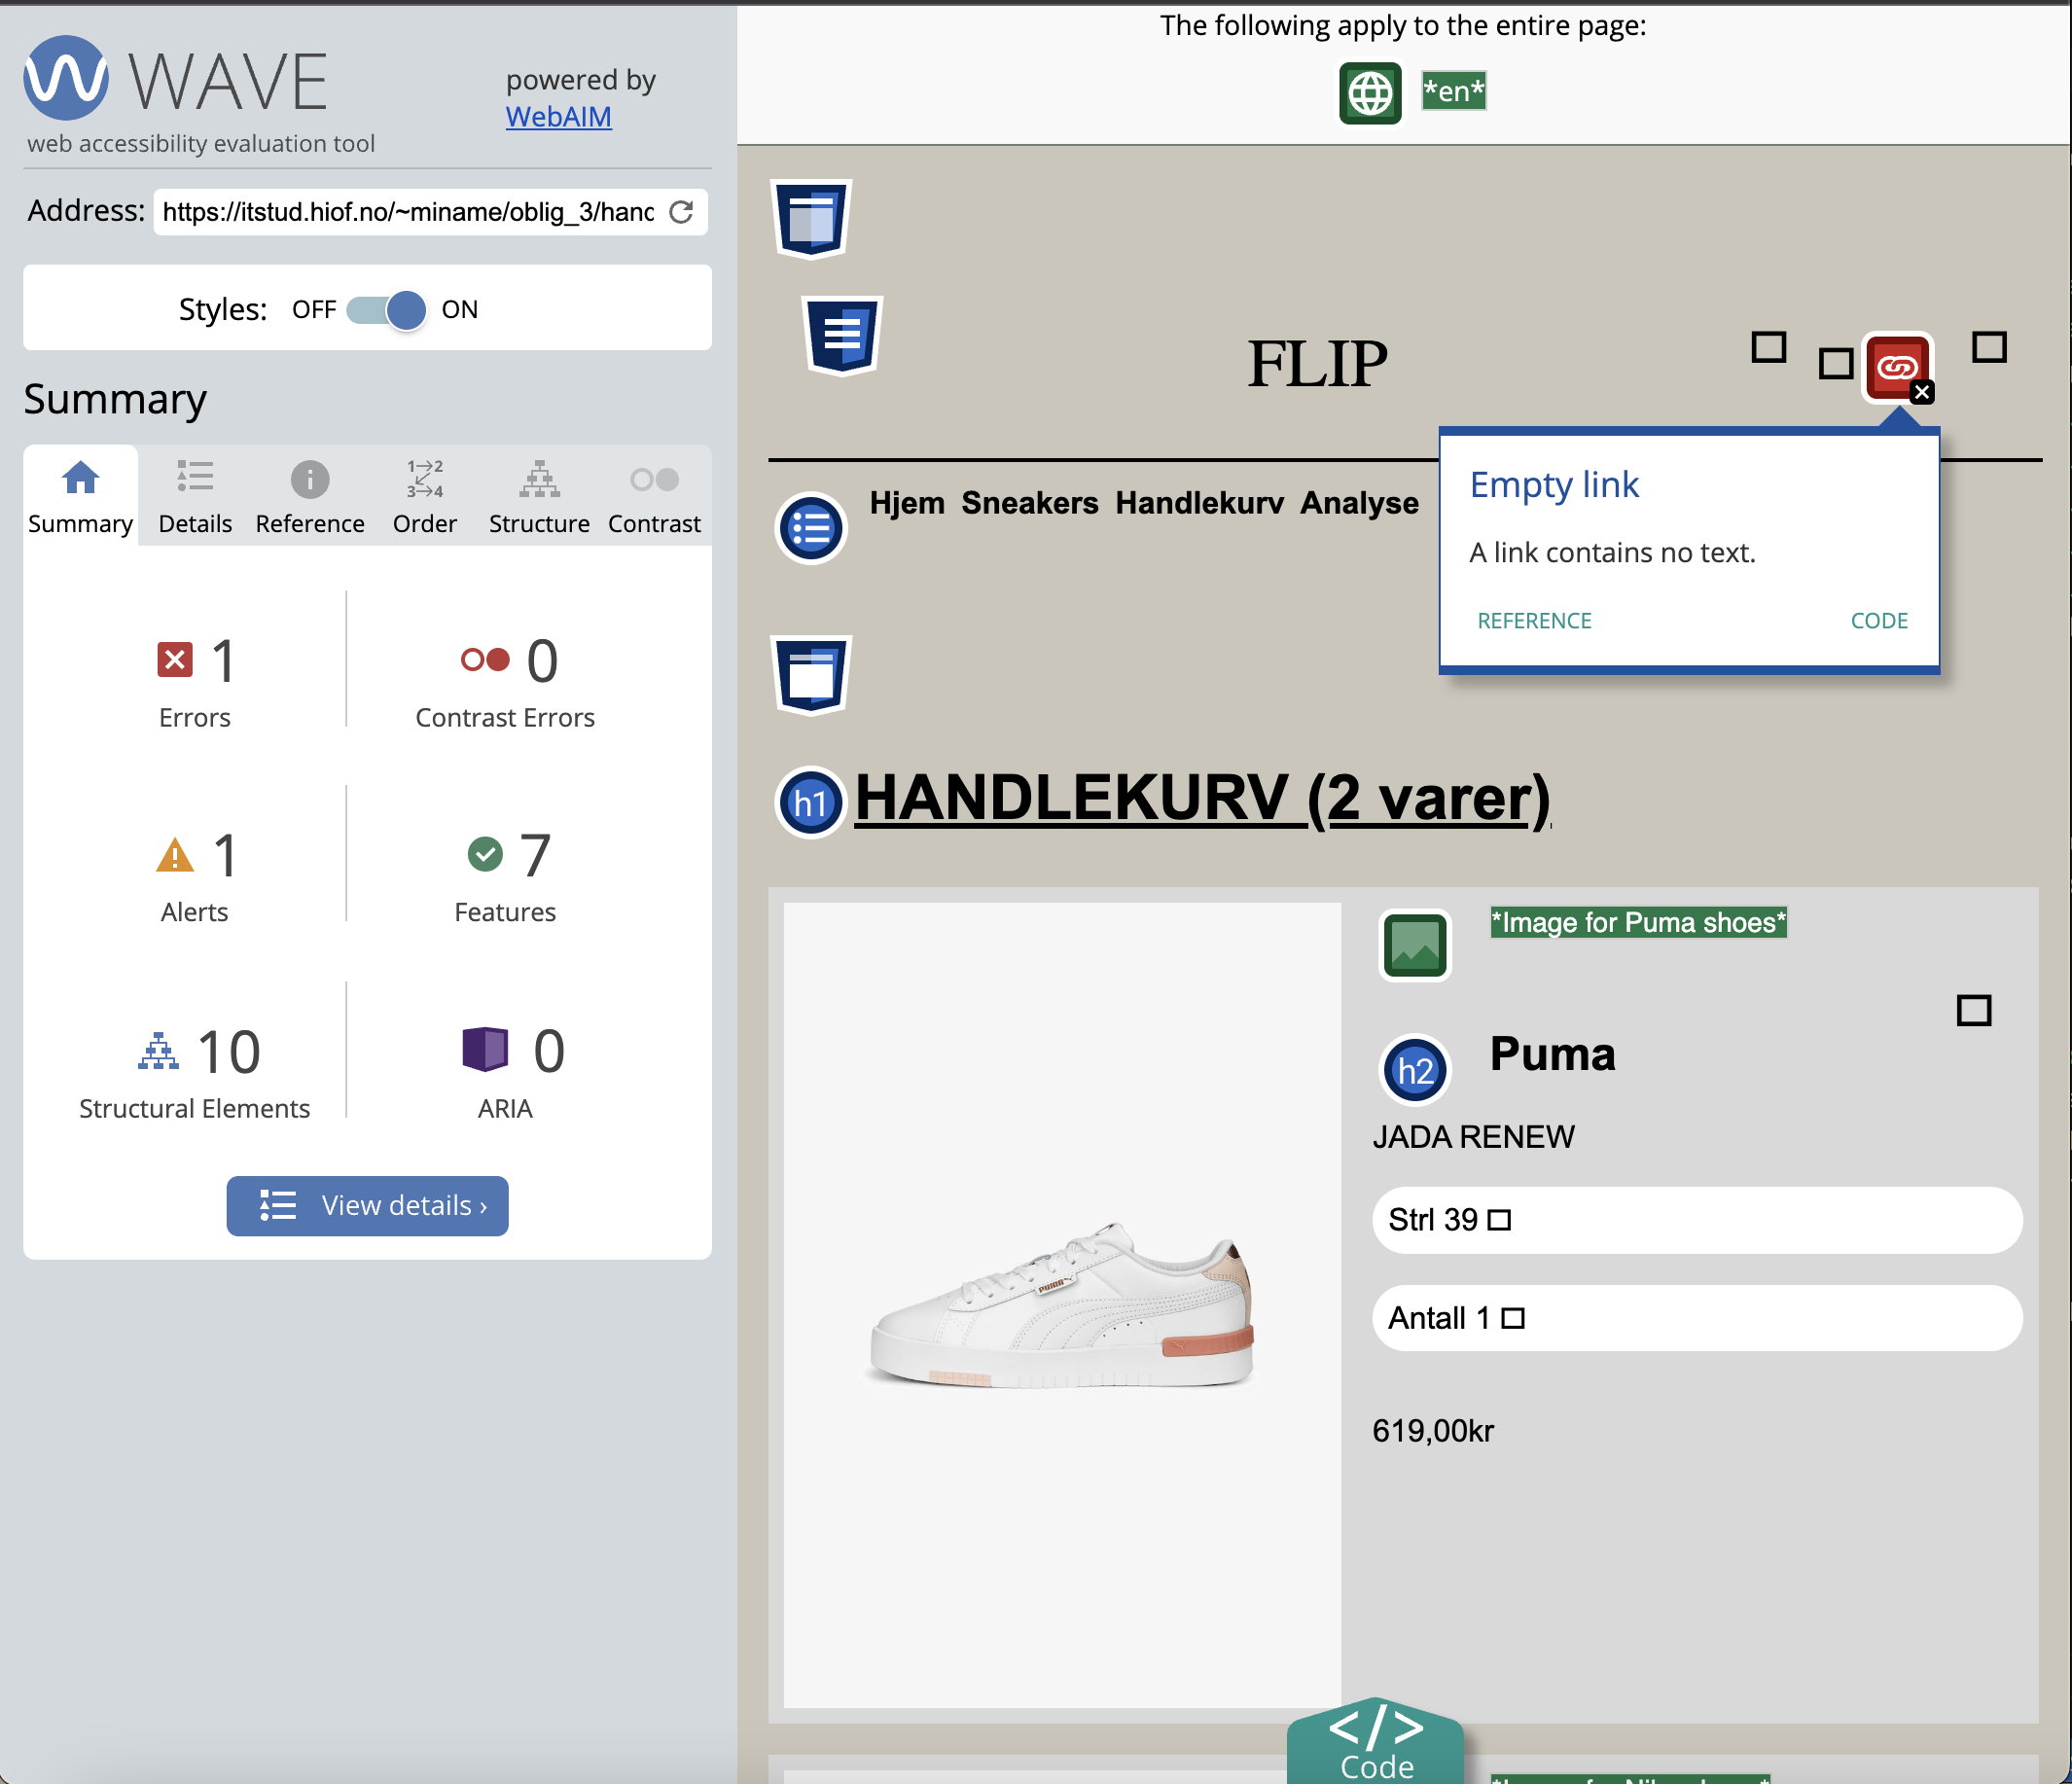 WAVE
web accessibility evaluation tool
powered by
WebAIM
Address: https://itstud.hiof.no/~miname/oblig_3/hand
Styles: OFF ON
Summary
Summary Details Reference Order Structure Contrast
1 Errors
0 Contrast Errors
1 Alerts
7 Features
10 Structural Elements
0 ARIA
View details ›
The following apply to the entire page:
*en*
FLIP
Hjem Sneakers Handlekurv Analyse
Empty link
A link contains no text.
REFERENCE CODE
h1 HANDLEKURV (2 varer)
*Image for Puma shoes*
h2 Puma
JADA RENEW
Strl 39
Antall 1
619,00kr
</>
Code